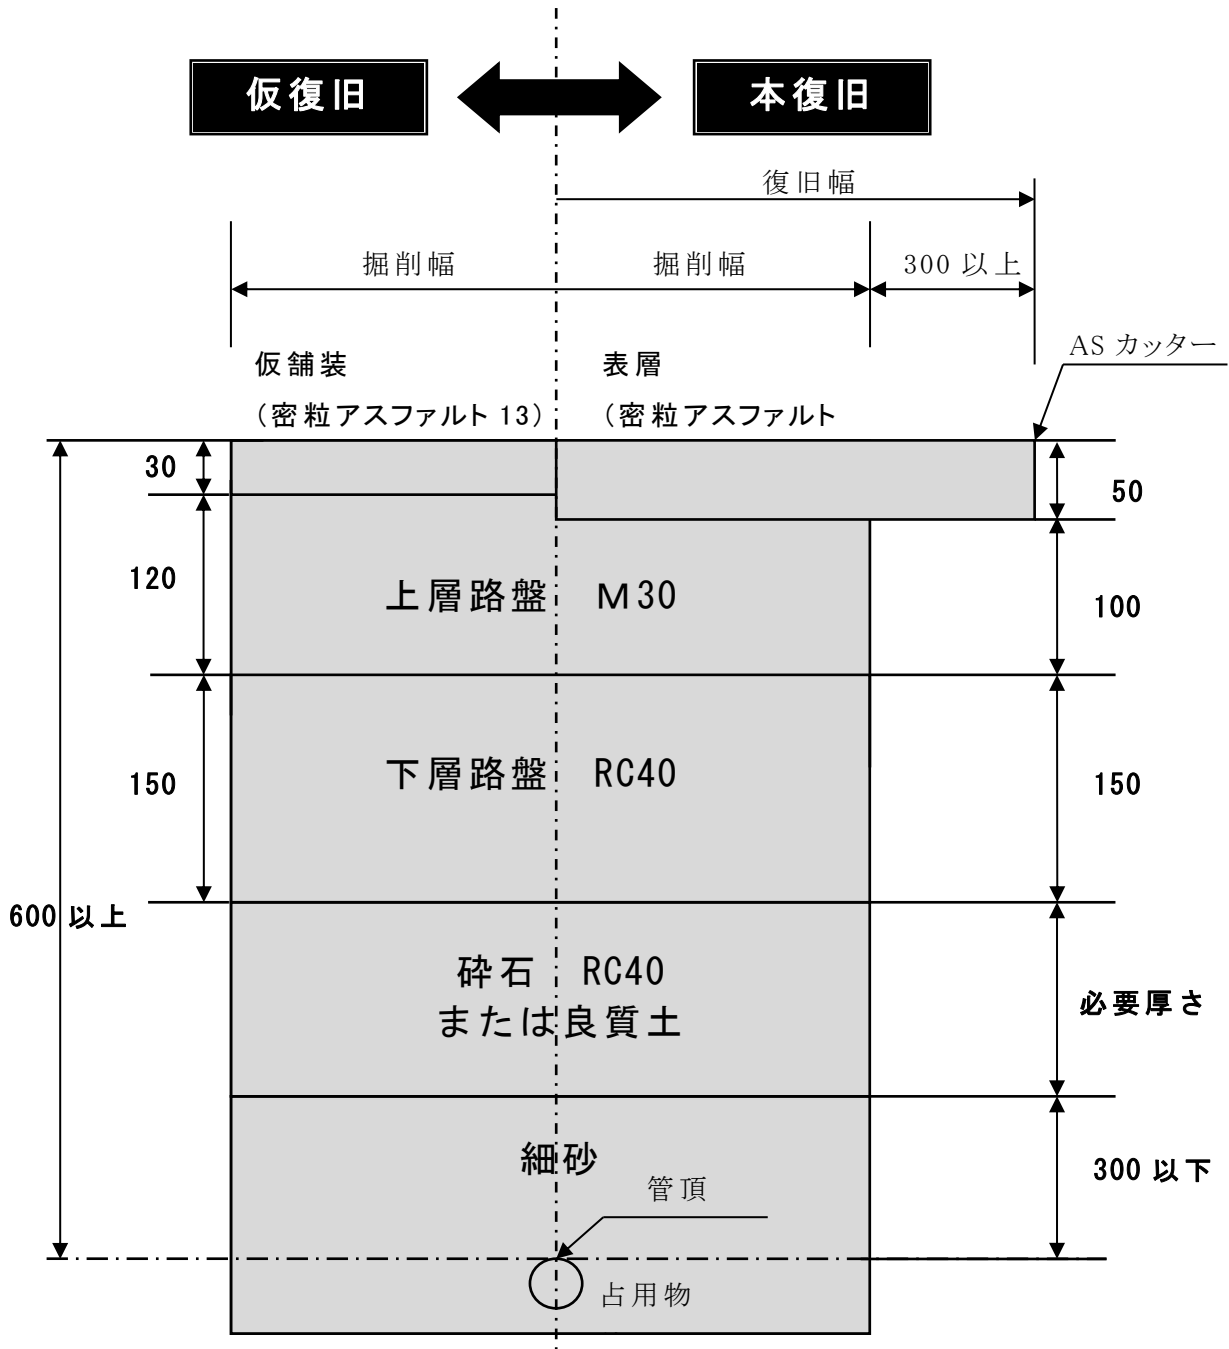 仮復旧
本復旧
復旧幅
掘削幅
掘削幅
300 以上
AS カッター
仮舗装
(密粒アスファルト 13)
表層
(密粒アスファルト
30
50
120
上層路盤 M30
100
150
下層路盤 RC40
150
600 以上
砕石 RC40
または良質土
必要厚さ
細砂
管頂
300 以下
占用物